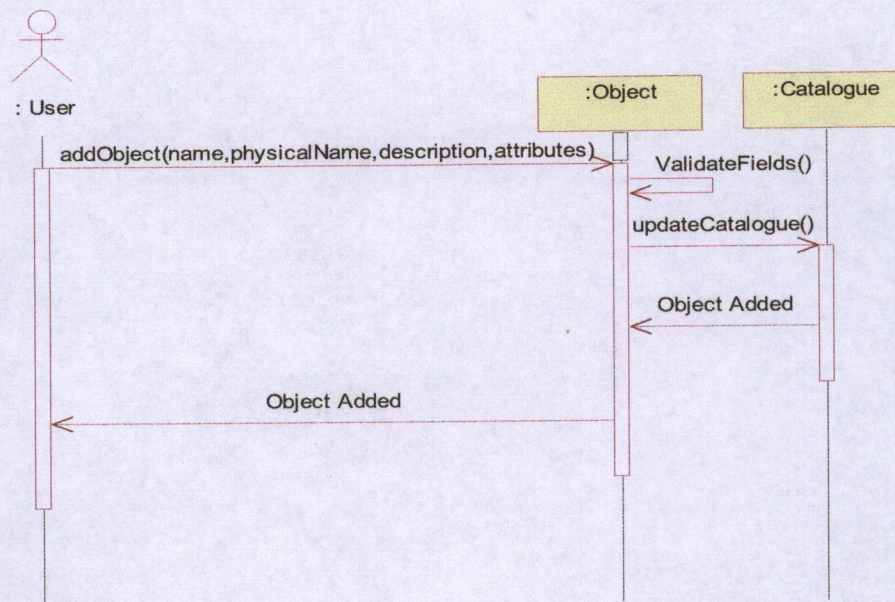 : User
:Object
:Catalogue
addObject(name,physicalName,description,attributes)
ValidateFields()
updateCatalogue()
Object Added
Object Added